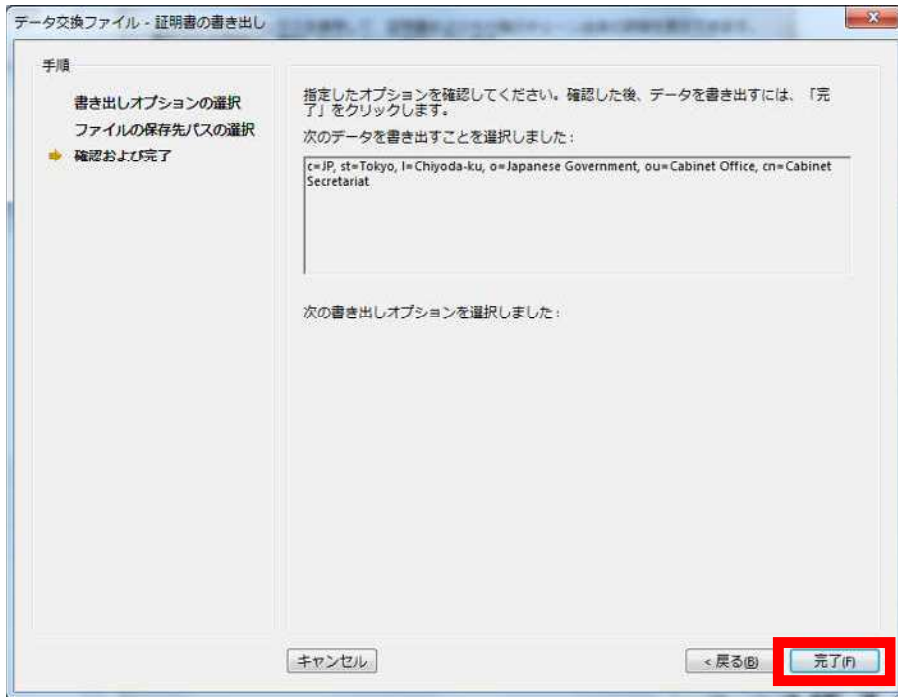 データ交換ファイル - 証明書の書き出し
手順
書き出しオプションの選択
ファイルの保存先パスの選択
確認および完了
指定したオプションを確認してください。確認した後、データを書き出すには、「完
了」をクリックします。
次のデータを書き出すことを選択しました:
c=JP, st=Tokyo, l=Chiyoda-ku, o=Japanese Government, ou=Cabinet Office, cn=Cabinet
Secretariat
次の書き出しオプションを選択しました:
キャンセル
< 戻る(B)
完了(F)